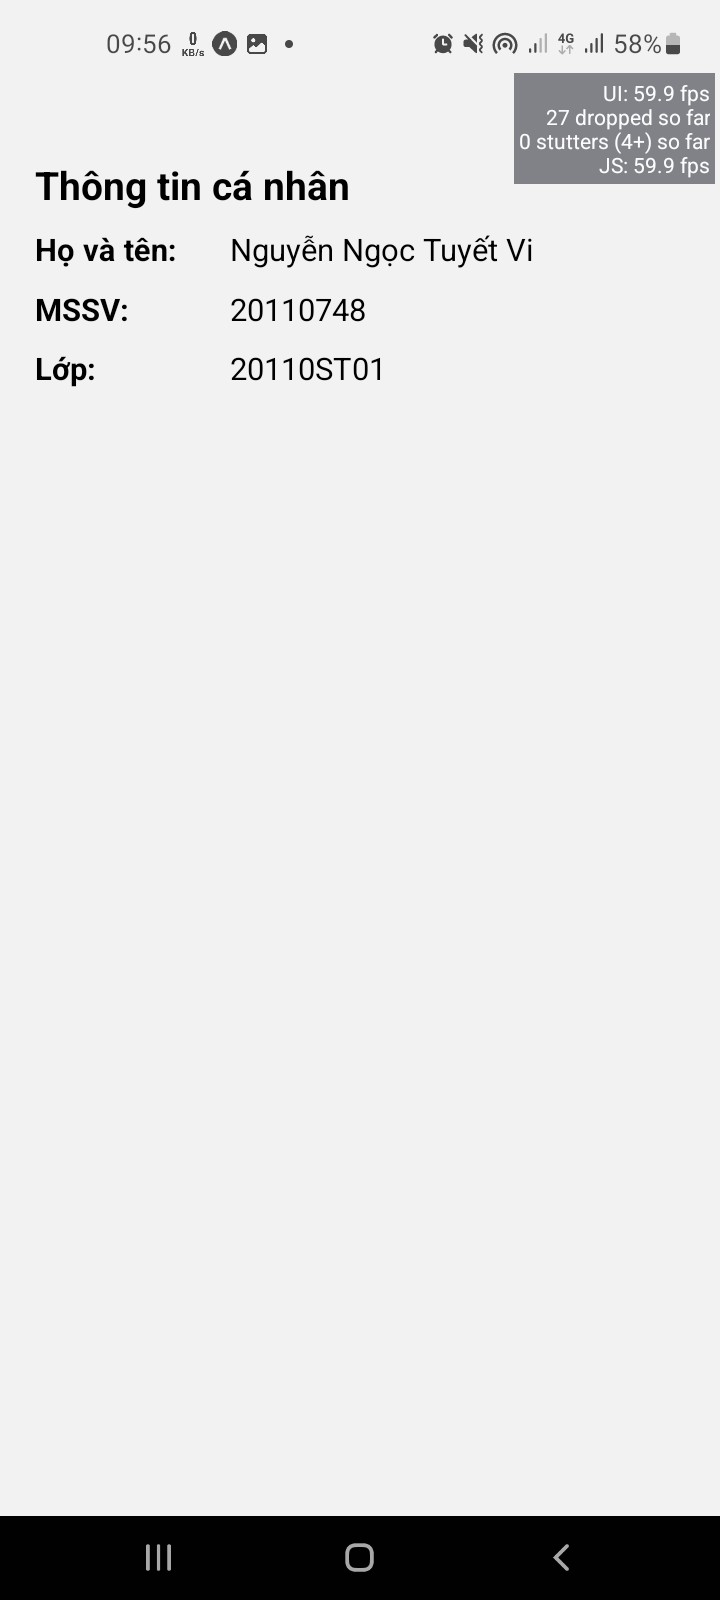 09:56 0 KB/s 4G 58%
UI: 59.9 fps
27 dropped so far
0 stutters (4+) so far
JS: 59.9 fps
Thông tin cá nhân
Họ và tên: Nguyễn Ngọc Tuyết Vi
MSSV: 20110748
Lớp: 20110ST01